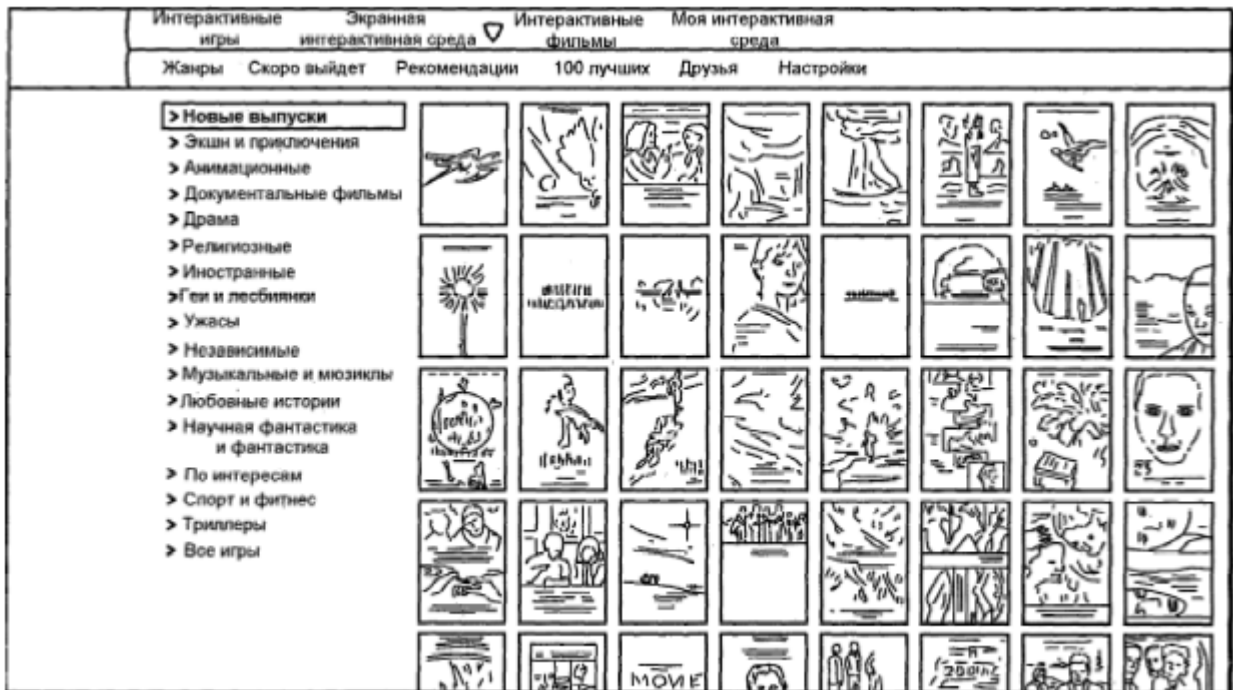 Интерактивные игры
Экранная интерактивная среда
Интерактивные фильмы
Моя интерактивная среда
Жанры Скоро выйдет Рекомендации 100 лучших Друзья Настройки
> Новые выпуски
> Экшн и приключения
> Анимационные
> Документальные фильмы
> Драма
> Религиозные
> Иностранные
> Геи и лесбиянки
> Ужасы
> Независимые
> Музыкальные и мюзиклы
> Любовные истории
> Научная фантастика
и фантастика
> По интересам
> Спорт и фитнес
> Триллеры
> Все игры
MOVIE